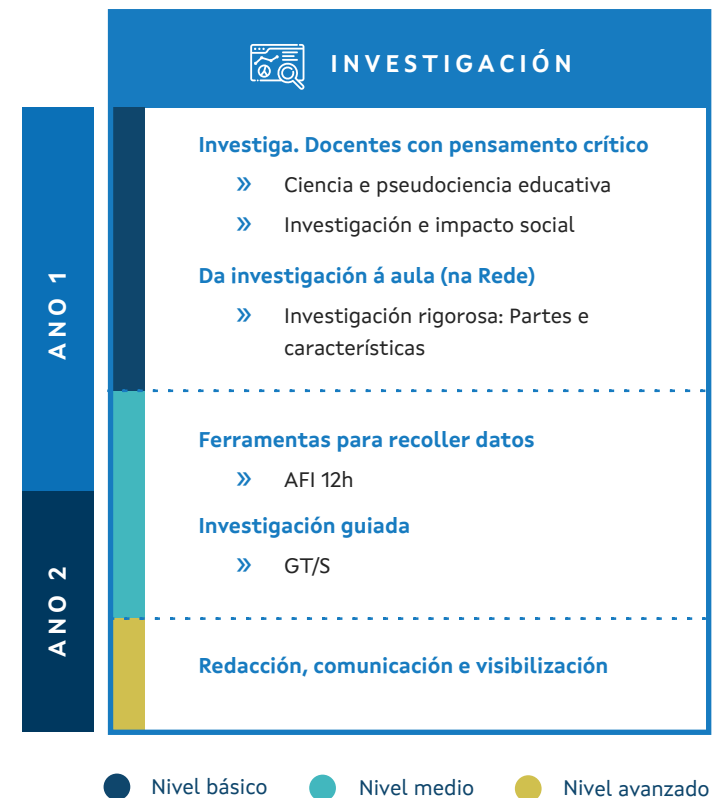 INVESTIGACIÓN
ANO 1
Investiga. Docentes con pensamento crítico
» Ciencia e pseudociencia educativa
» Investigación e impacto social
Da investigación á aula (na Rede)
» Investigación rigorosa: Partes e
características
Ferramentas para recoller datos
» AFI 12h
Investigación guiada
» GT/S
ANO 2
Redacción, comunicación e visibilización
Nivel básico
Nivel medio
Nivel avanzado